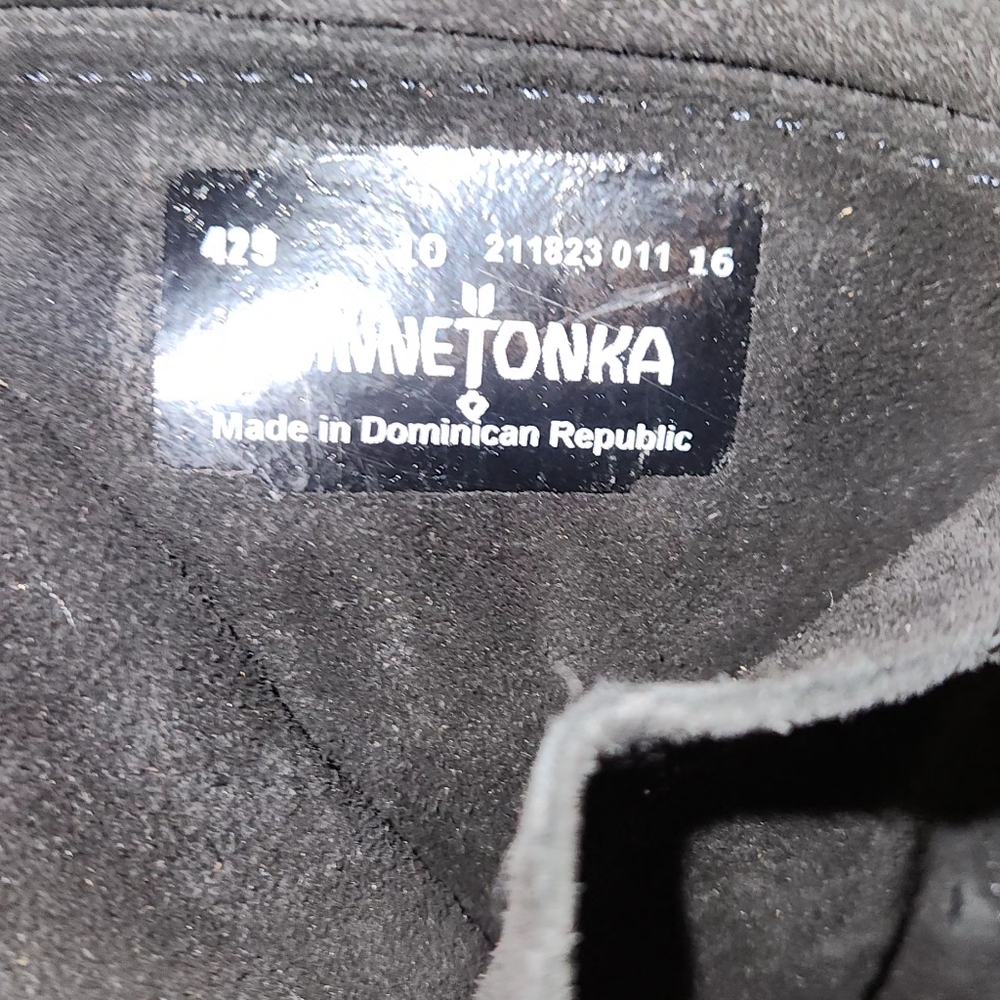 429 10 211823 011 16
MINNETONKA
Made in Dominican Republic